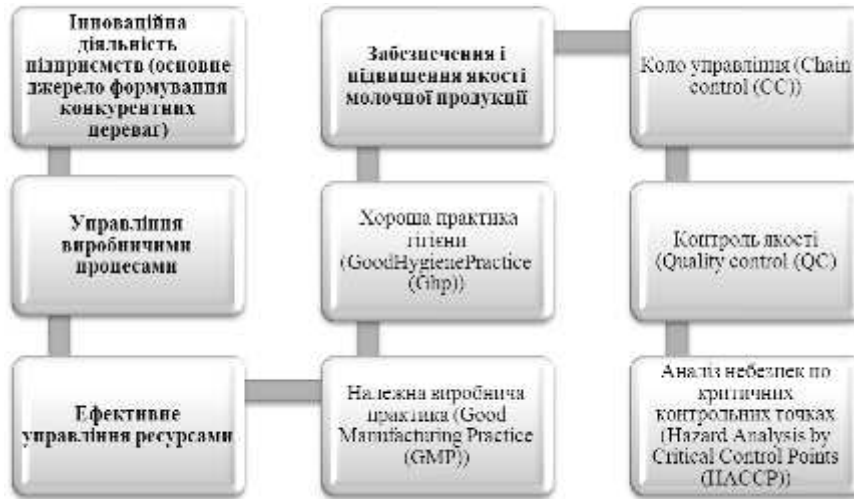 Інноваційна
діяльність
підприємств (основне
джерело формування
конкурентних
переваг)
Управління
виробничими
процесами
Ефективне
управління ресурсами
Належна виробнича
практика (Good
Manufacturing Practice
(GMP))
Хороша практика
гігієни
(GoodHygienePractice
(Ghp))
Забезпечення і
підвищення якості
молочної продукції
Коло управління (Chain
control (CC))
Контроль якості
(Quality control (QC)
Аналіз небезпек по
критичних
контрольних точках
(Hazard Analysis by
Critical Control Points
(HACCP))